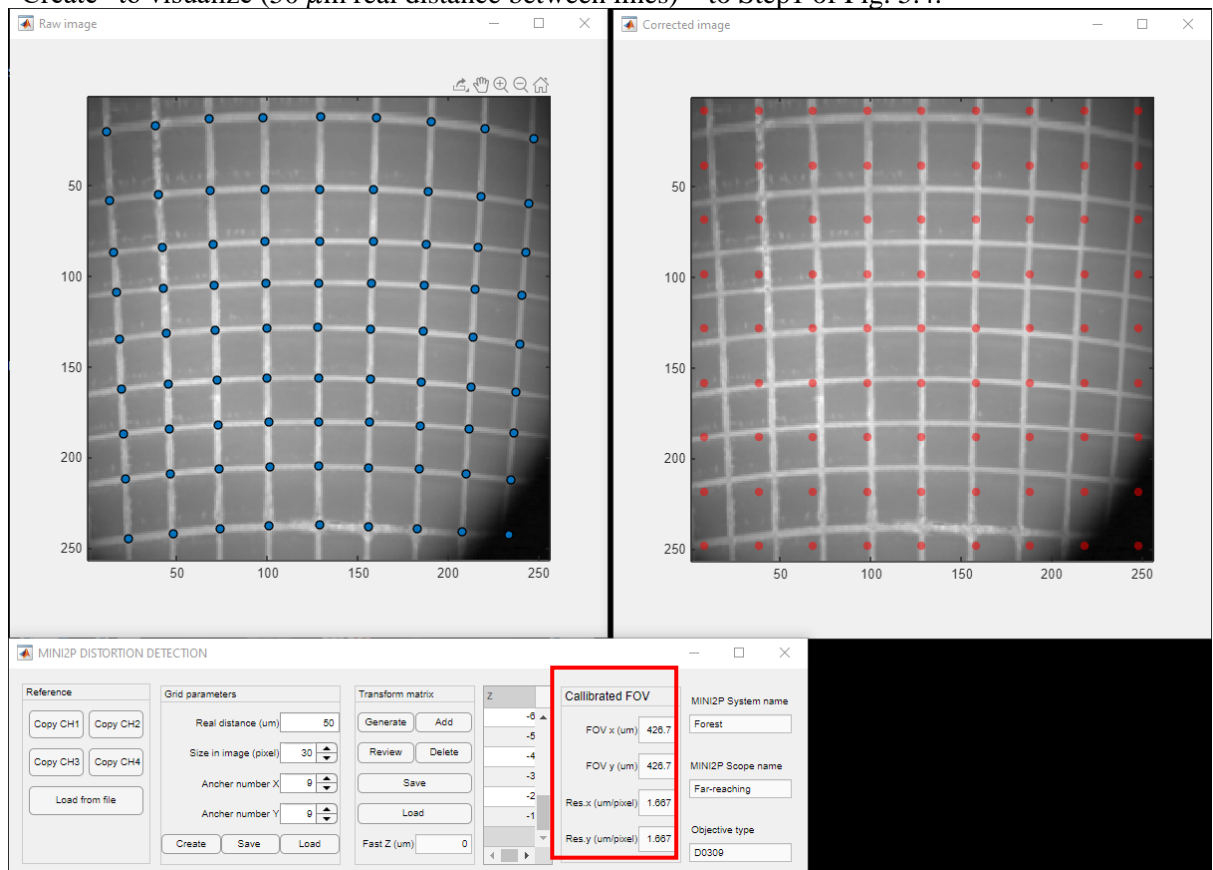 "Create" to visualize (50 μm real distance between lines) to Step1 of Fig. 3.4.
Raw image
Corrected image
50
100
150
200
250
50 100 150 200 250
50
100
150
200
250
50 100 150 200 250
MINI2P DISTORTION DETECTION
Reference
Copy CH1 Copy CH2
Copy CH3 Copy CH4
Load from file
Grid parameters
Real distance (um) 50
Size in image (pixel) 30
Ancher number X 9
Ancher number Y 9
Create Save Load
Transform matrix
Generate Add
Review Delete
Save
Load
Fast Z (um) 0
Z
-6
-5
-4
-3
-2
-1
Callibrated FOV
FOV x (um) 426.7
FOV y (um) 426.7
Res.x (um/pixel) 1.667
Res.y (um/pixel) 1.667
MINI2P System name
Forest
MINI2P Scope name
Far-reaching
Objective type
D0309